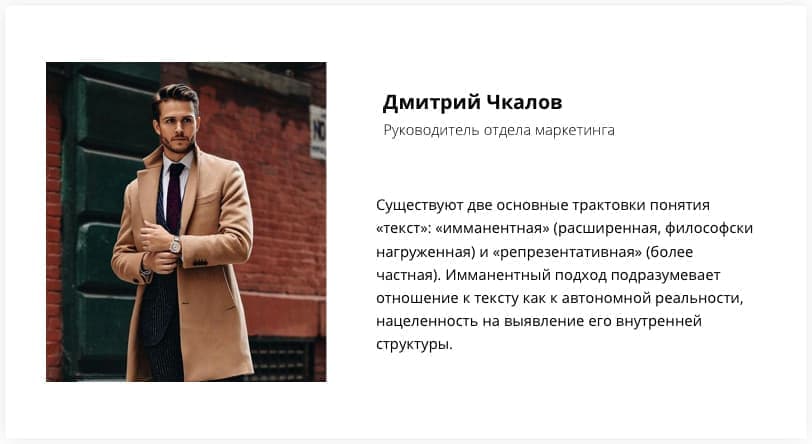 Дмитрий Чкалов
Руководитель отдела маркетинга
Существуют две основные трактовки понятия
«текст»: «имманентная» (расширенная, философски
нагруженная) и «репрезентативная» (более
частная). Имманентный подход подразумевает
отношение к тексту как к автономной реальности,
нацеленность на выявление его внутренней
структуры.